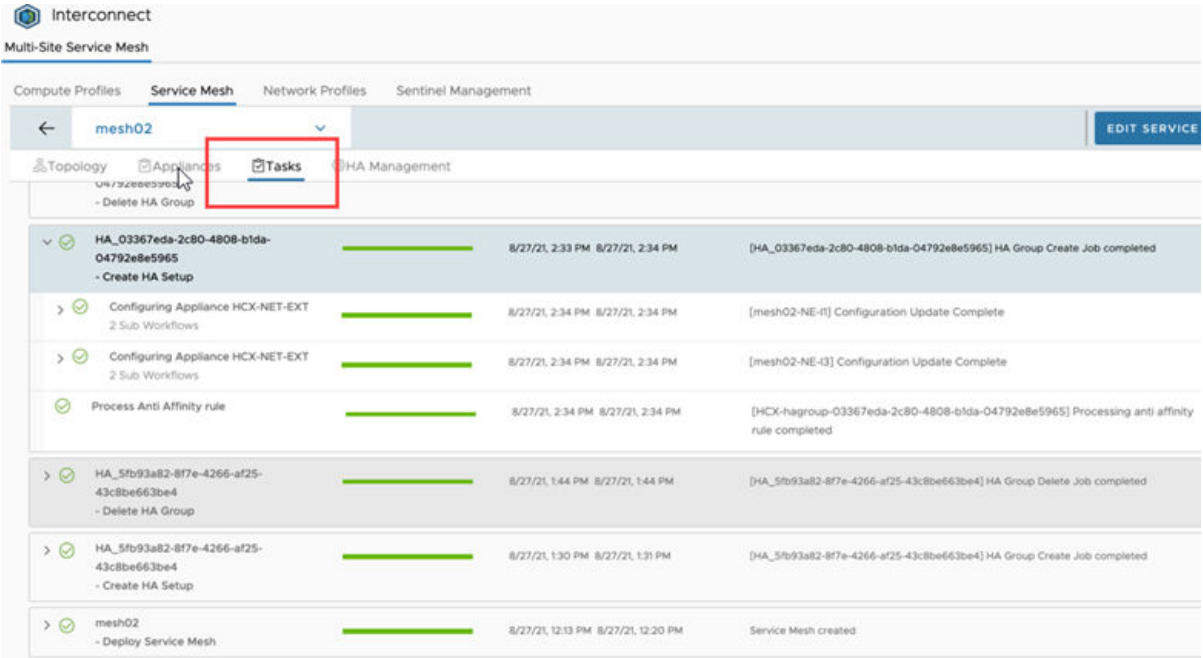 Interconnect
Multi-Site Service Mesh
Compute Profiles Service Mesh Network Profiles Sentinel Management
mesh02 EDIT SERVICE
Topology Appliances Tasks HA Management
04792e8e5965
- Delete HA Group
HA_03367eda-2c80-4808-b1da- 8/27/21, 2:33 PM 8/27/21, 2:34 PM [HA_03367eda-2c80-4808-b1da-04792e8e5965] HA Group Create Job completed
04792e8e5965
- Create HA Setup
Configuring Appliance HCX-NET-EXT 8/27/21, 2:34 PM 8/27/21, 2:34 PM [mesh02-NE-I1] Configuration Update Complete
2 Sub Workflows
Configuring Appliance HCX-NET-EXT 8/27/21, 2:34 PM 8/27/21, 2:34 PM [mesh02-NE-I3] Configuration Update Complete
2 Sub Workflows
Process Anti Affinity rule 8/27/21, 2:34 PM 8/27/21, 2:34 PM [HCX-hagroup-03367eda-2c80-4808-b1da-04792e8e5965] Processing anti affinity
rule completed
HA_5fb93a82-8f7e-4266-af25- 8/27/21, 1:44 PM 8/27/21, 1:44 PM [HA_5fb93a82-8f7e-4266-af25-43c8be663be4] HA Group Delete Job completed
43c8be663be4
- Delete HA Group
HA_5fb93a82-8f7e-4266-af25- 8/27/21, 1:30 PM 8/27/21, 1:31 PM [HA_5fb93a82-8f7e-4266-af25-43c8be663be4] HA Group Create Job completed
43c8be663be4
- Create HA Setup
mesh02 8/27/21, 12:13 PM 8/27/21, 12:20 PM Service Mesh created
- Deploy Service Mesh